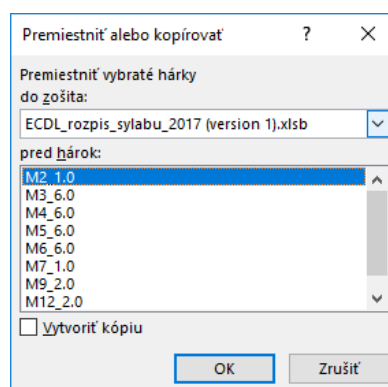 Premiestniť alebo kopírovať ?
Premiestniť vybraté hárky
do zošita:
ECDL_rozpis_sylabu_2017 (version 1).xlsb
pred hárok:
M2_1.0
M3_6.0
M4_6.0
M5_6.0
M6_6.0
M7_1.0
M9_2.0
M12_2.0
Vytvoriť kópiu
OK Zrušiť